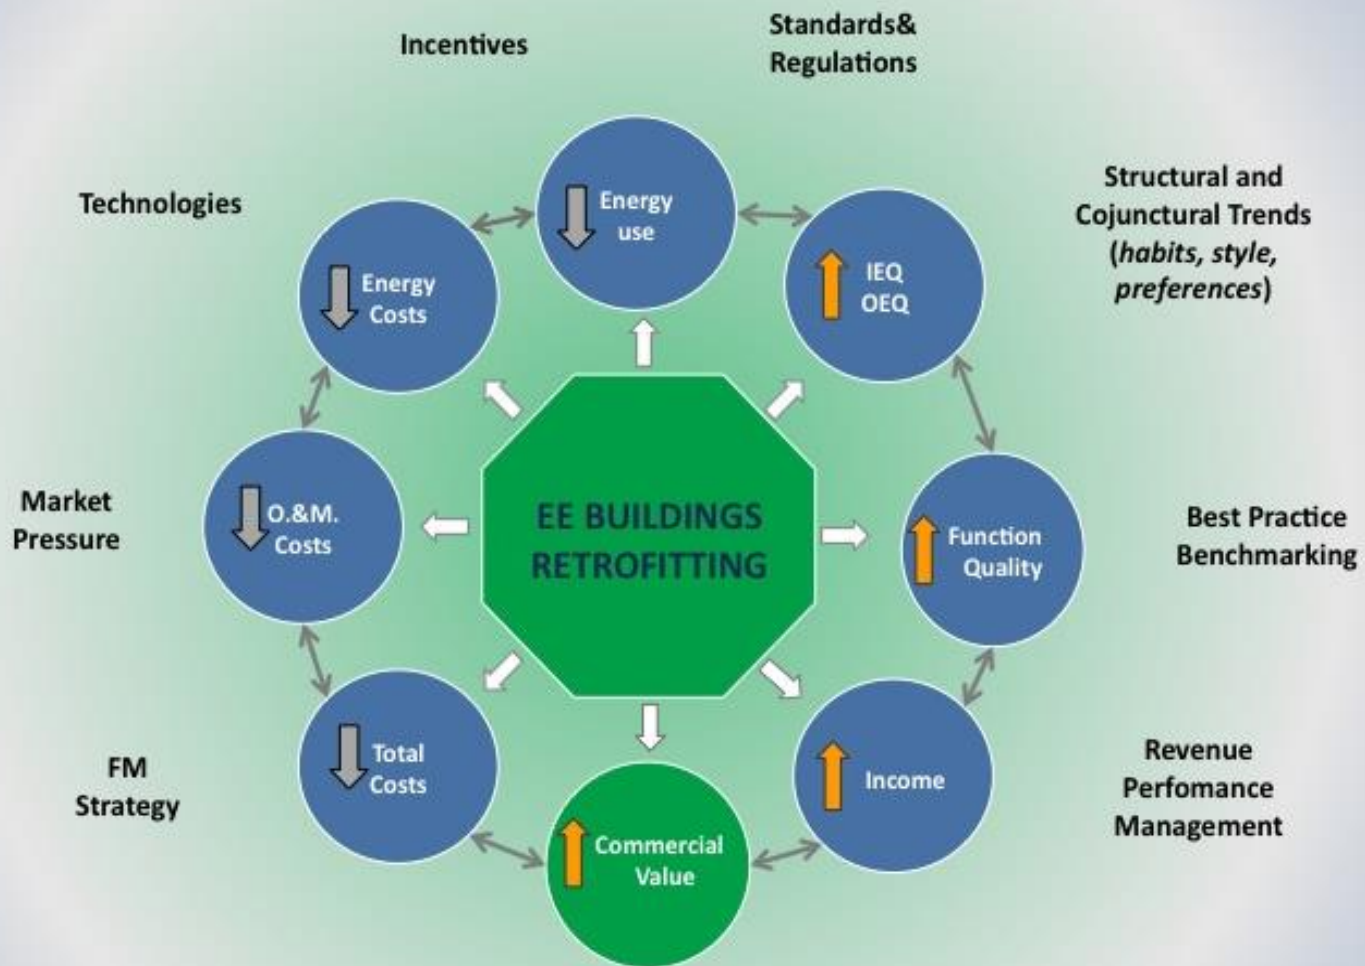 Incentives
Standards&
Regulations
Technologies
Structural and
Cojunctural Trends
(habits, style,
preferences)
Energy
use
Energy
Costs
IEQ
OEQ
Market
Pressure
O.&M.
Costs
EE BUILDINGS
RETROFITTING
Function
Quality
Best Practice
Benchmarking
FM
Strategy
Total
Costs
Income
Revenue
Perfomance
Management
Commercial
Value